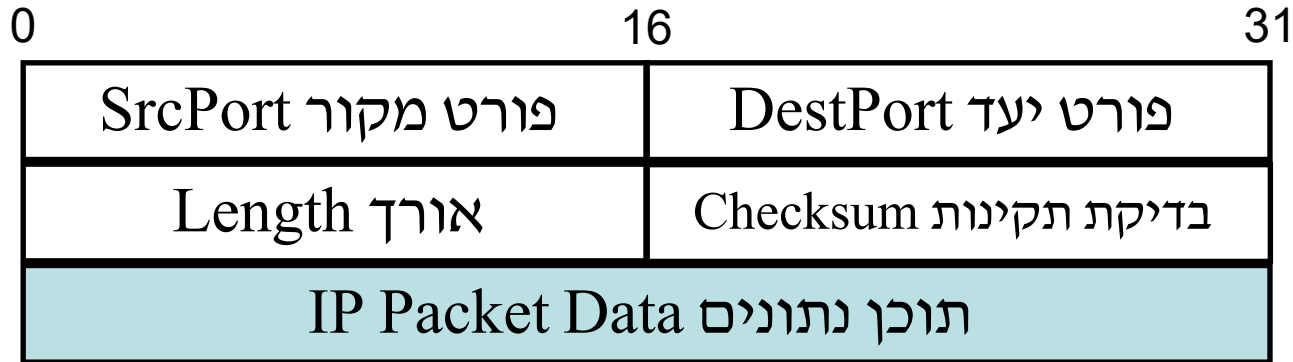 0 16 31
פורט מקור SrcPort פורט יעד DestPort
אורך Length בדיקת תקינות Checksum
תוכן נתונים IP Packet Data